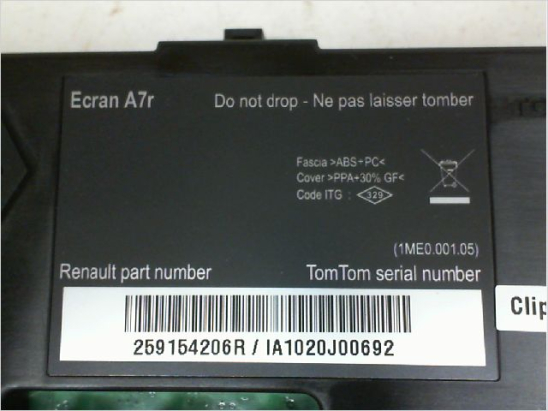 Ecran A7r Do not drop - Ne pas laisser tomber
Fascia >ABS+PC<
Cover >PPA+30% GF<
Code ITG : 329
(1ME0.001.05)
Renault part number TomTom serial number
Clip
259154206R / IA1020J00692